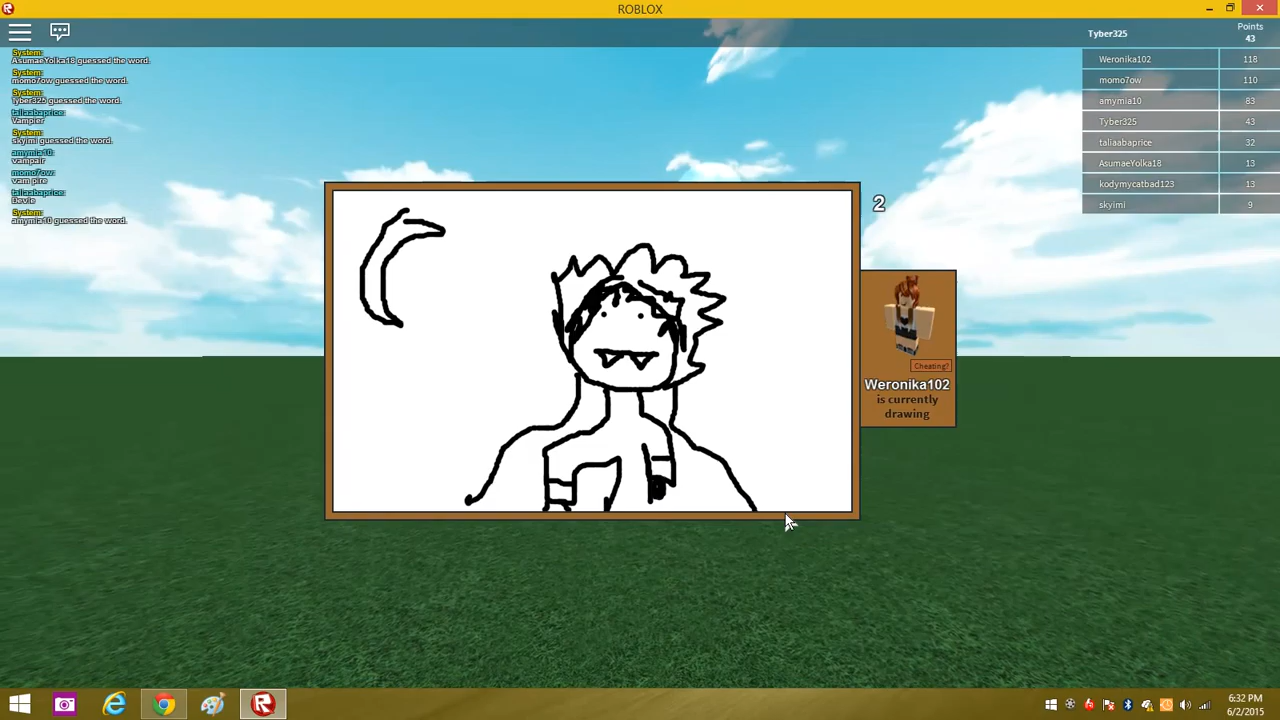 ROBLOX
System:
AsumaeYolka18 guessed the word.
System:
momo7ow guessed the word.
System:
Tyber325 guessed the word.
taliaabaprice:
Vampier
System:
skyimi guessed the word.
amymia10:
vampair
momo7ow:
vam pire
taliaabaprice:
Devle
System:
amymia10 guessed the word.
Tyber325 Points
43
Weronika102 118
momo7ow 110
amymia10 83
Tyber325 43
taliaabaprice 32
AsumaeYolka18 13
kodymycatbad123 13
skyimi 9
2
Cheating?
Weronika102
is currently
drawing
6:32 PM
6/2/2015